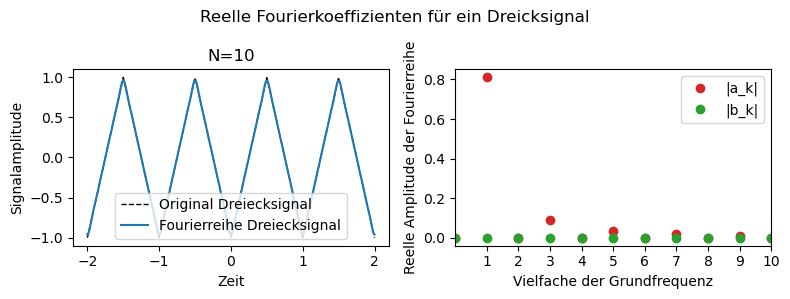 Reelle Fourierkoeffizienten für ein Dreicksignal
N=10
Signalamplitude
1.0
0.5
0.0
−0.5
−1.0
Original Dreiecksignal
Fourierreihe Dreiecksignal
−2
−1
0
1
2
Zeit
Reelle Amplitude der Fourierreihe
0.8
0.6
0.4
0.2
0.0
|a_k|
|b_k|
1
2
3
4
5
6
7
8
9
10
Vielfache der Grundfrequenz